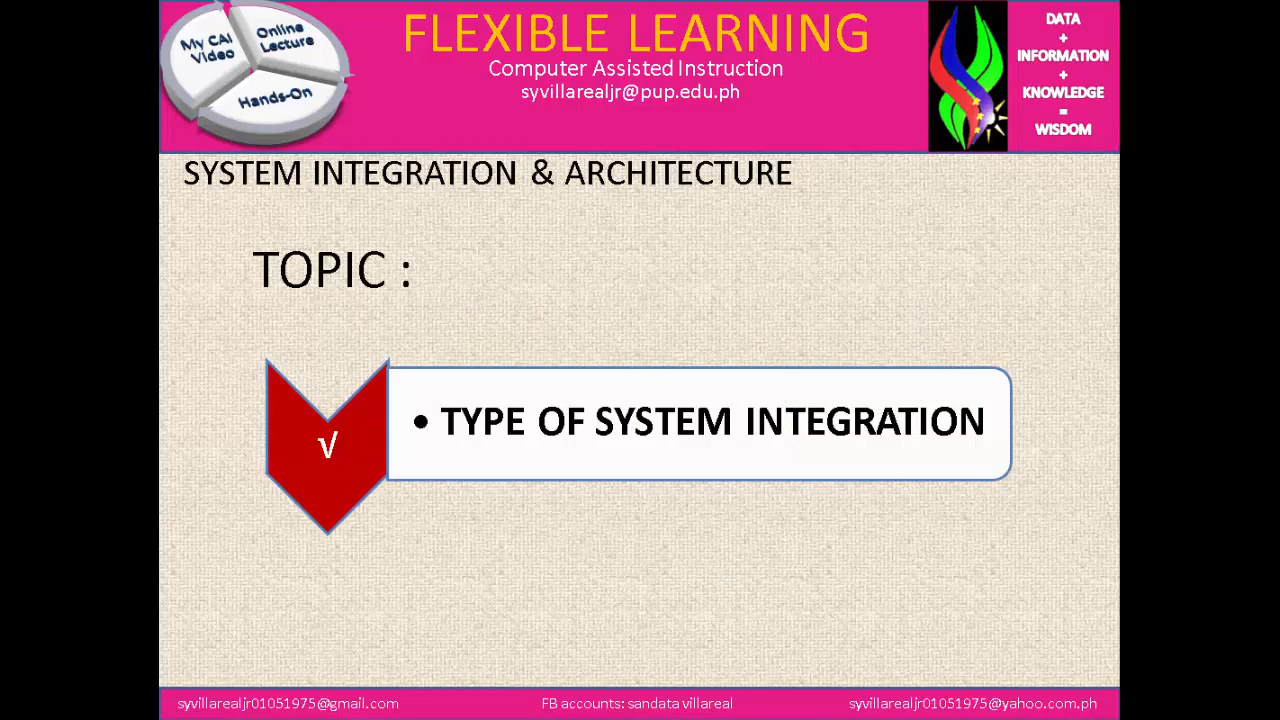 My CAI
Video
Online
Lecture
Hands-On
FLEXIBLE LEARNING
Computer Assisted Instruction
syvillarealjr@pup.edu.ph
DATA
+
INFORMATION
+
KNOWLEDGE
=
WISDOM
SYSTEM INTEGRATION & ARCHITECTURE
TOPIC :
√
• TYPE OF SYSTEM INTEGRATION
syvillarealjr01051975@gmail.com
FB accounts: sandata villareal
syvillarealjr01051975@yahoo.com.ph